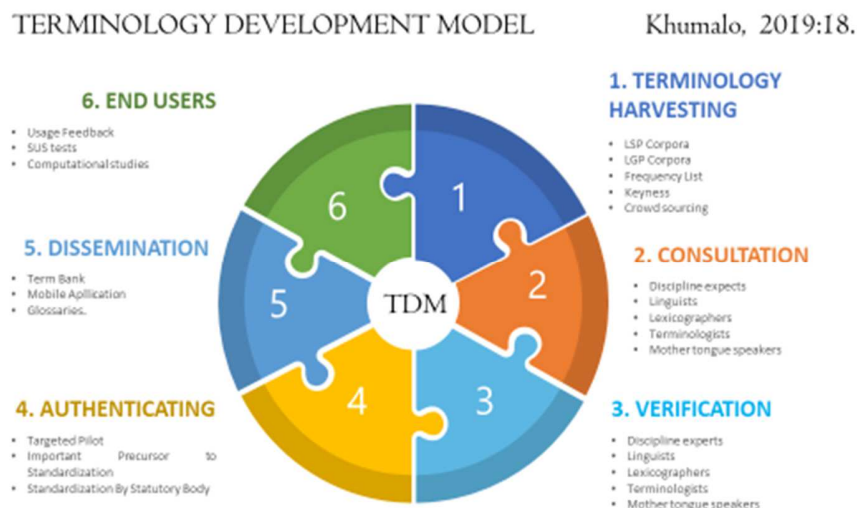 TERMINOLOGY DEVELOPMENT MODEL Khumalo, 2019:18.
1. TERMINOLOGY
HARVESTING
• LSP Corpora
• LGP Corpora
• Frequency List
• Keyness
• Crowd sourcing
2. CONSULTATION
• Discipline expects
• Linguists
• Lexicographers
• Terminologists
• Mother tongue speakers
3. VERIFICATION
• Discipline experts
• Linguists
• Lexicographers
• Terminologists
• Mother tongue speakers
4. AUTHENTICATING
• Targeted Pilot
• Important Precursor to
Standardization
• Standardization By Statutory Body
5. DISSEMINATION
• Term Bank
• Mobile Apllication
• Glossaries.
6. END USERS
• Usage Feedback
• SUS tests
• Computational studies
1
2
3
4
5
6
TDM